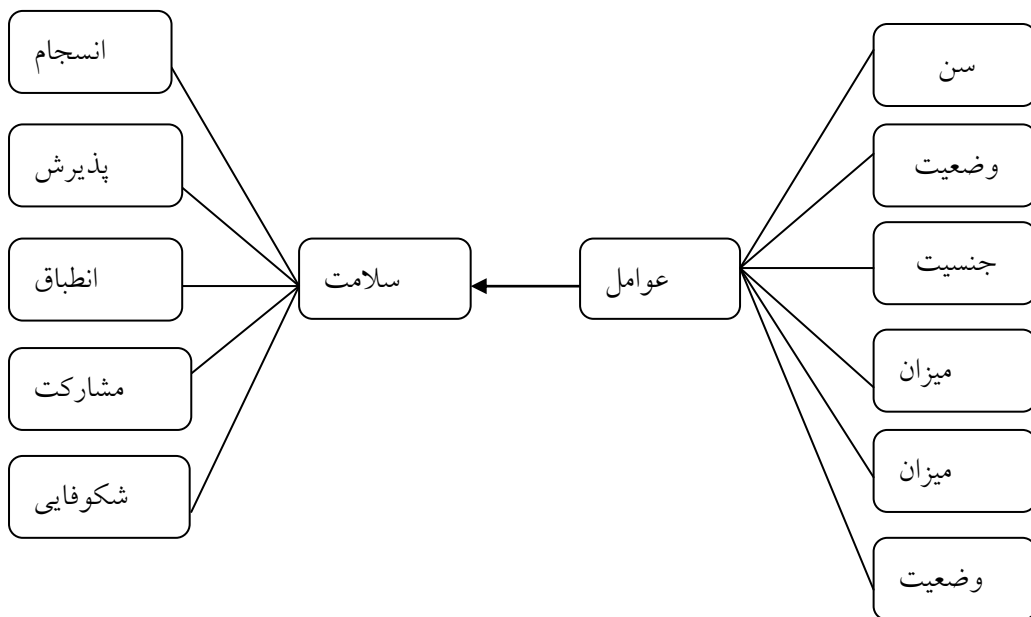 سن
وضعیت
جنسیت
میزان
میزان
وضعیت
عوامل
سلامت
انسجام
پذیرش
انطباق
مشارکت
شکوفایی